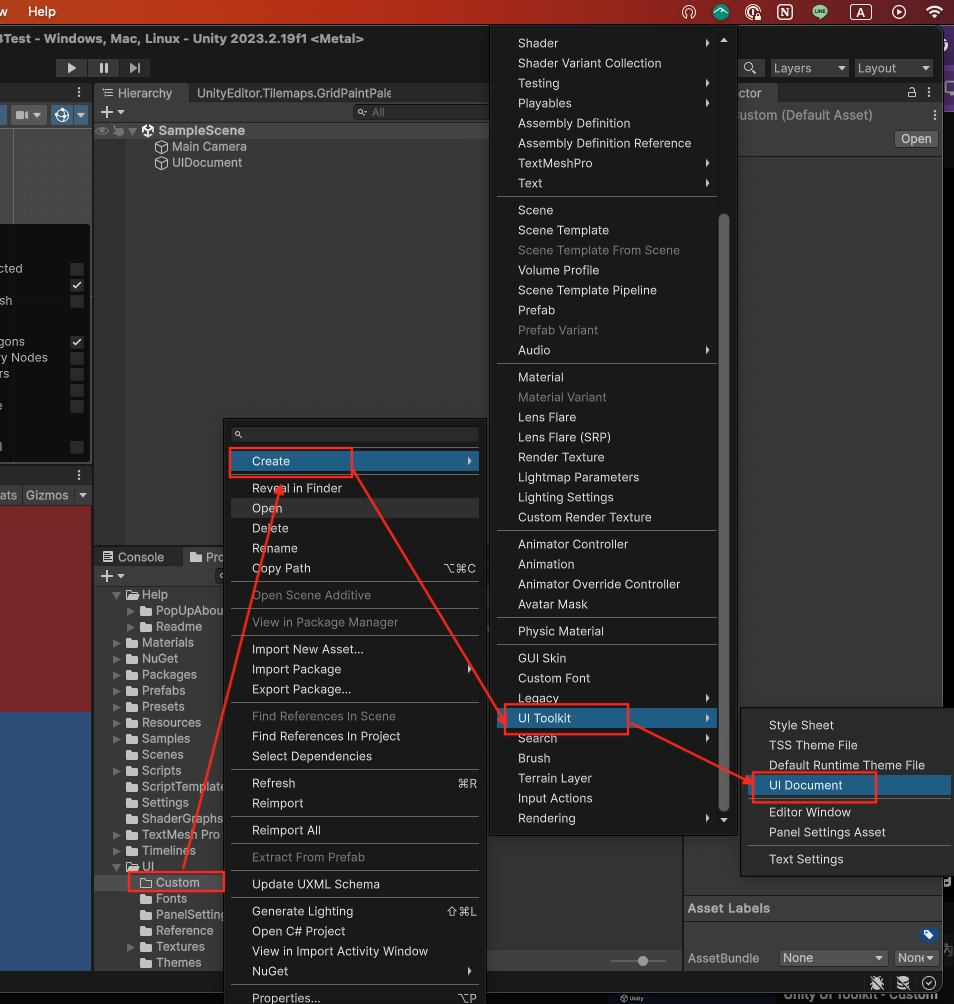 Help
N
LINE
A
BTest - Windows, Mac, Linux - Unity 2023.2.19f1 <Metal>
Layers
Layout
Hierarchy
UnityEditor.Tilemaps.GridPaintPale
All
SampleScene
Main Camera
UIDocument
ctor
ustom (Default Asset)
Open
cted
sh
gons
ry Nodes
rs
e
ats
Gizmos
Shader
Shader Variant Collection
Testing
Playables
Assembly Definition
Assembly Definition Reference
TextMeshPro
Text
Scene
Scene Template
Scene Template From Scene
Volume Profile
Scene Template Pipeline
Prefab
Prefab Variant
Audio
Material
Material Variant
Lens Flare
Lens Flare (SRP)
Render Texture
Lightmap Parameters
Lighting Settings
Custom Render Texture
Animator Controller
Animation
Animator Override Controller
Avatar Mask
Physic Material
GUI Skin
Custom Font
Legacy
UI Toolkit
Search
Brush
Terrain Layer
Input Actions
Rendering
Create
Reveal in Finder
Open
Delete
Rename
Copy Path ⌥⌘C
Open Scene Additive
View in Package Manager
Import New Asset...
Import Package
Export Package...
Find References In Scene
Find References In Project
Select Dependencies
Refresh ⌘R
Reimport
Reimport All
Extract From Prefab
Update UXML Schema
Generate Lighting ⇧⌘L
Open C# Project
View in Import Activity Window
NuGet
Properties... ⌥P
Style Sheet
TSS Theme File
Default Runtime Theme File
UI Document
Editor Window
Panel Settings Asset
Text Settings
Console
Pro
Help
PopUpAbou
Readme
Materials
NuGet
Packages
Prefabs
Presets
Resources
Samples
Scenes
Scripts
ScriptTemplate
Settings
ShaderGraphs
TextMesh Pro
Timelines
UI
Custom
Fonts
PanelSetting
Reference
Textures
Themes
Asset Labels
AssetBundle
None
None
Unity
Unity UI Toolkit - Custom